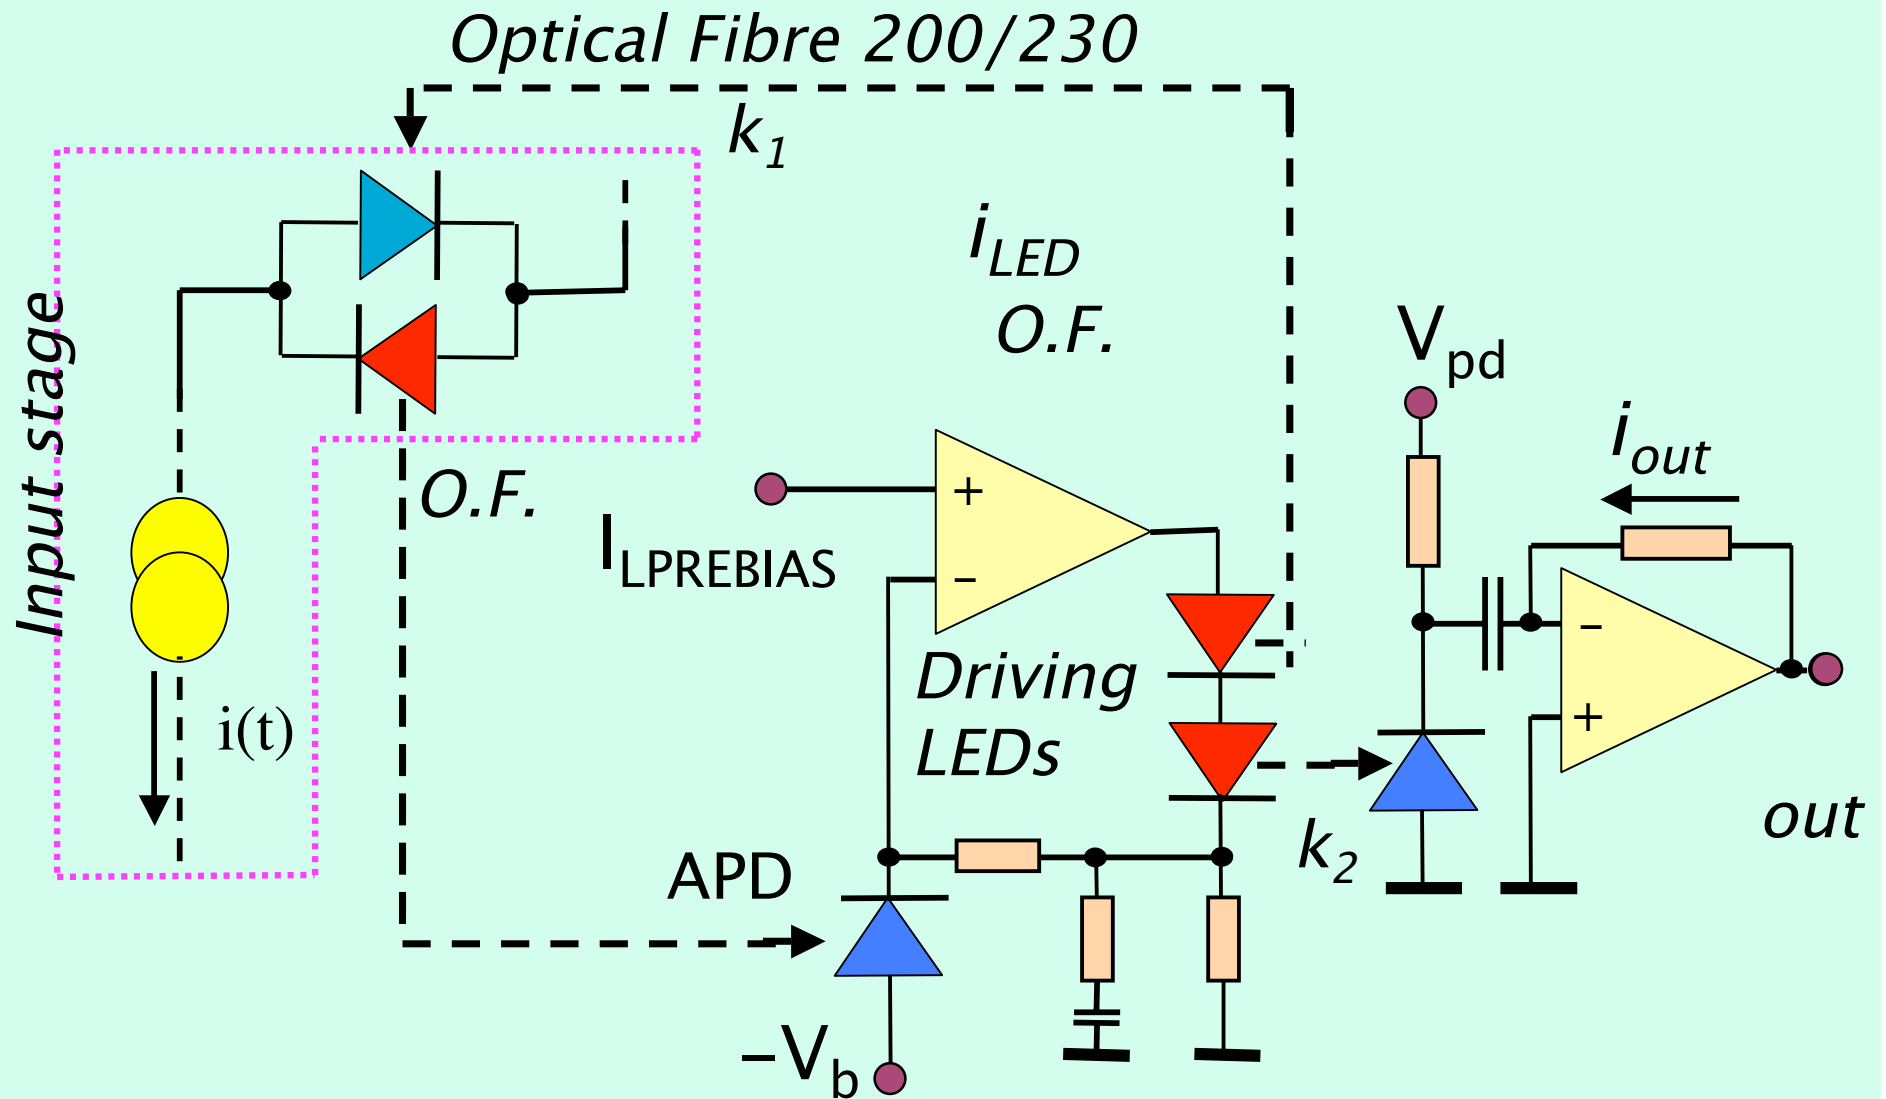 Optical Fibre 200/230
k1
iLED
O.F.
Input stage
Vpd
iout
O.F.
+
ILPREBIAS
–
–
Driving
LEDs
i(t)
+
out
k2
APD
–Vb